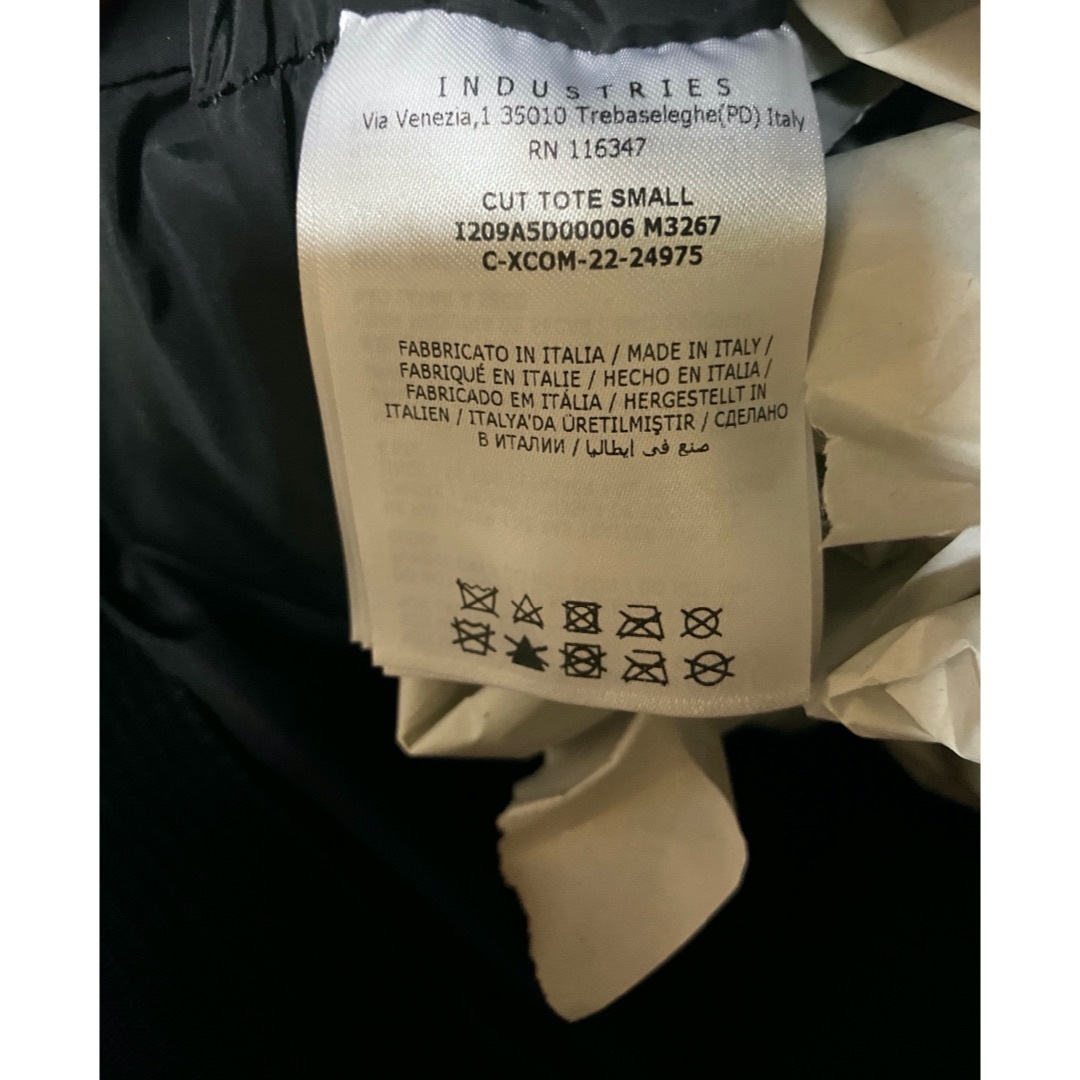 INDUSTRIES
Via Venezia,1 35010 Trebaseleghe(PD) Italy
RN 116347
CUT TOTE SMALL
I209A5D00006 M3267
C-XCOM-22-24975
FABBRICATO IN ITALIA / MADE IN ITALY /
FABRIQUÉ EN ITALIE / HECHO EN ITALIA /
FABRICADO EM ITÁLIA / HERGESTELLT IN
ITALIEN / ITALYA'DA ÜRETILMIŞTIR / СДЕЛАНО
В ИТАЛИИ / صنع في ايطاليا